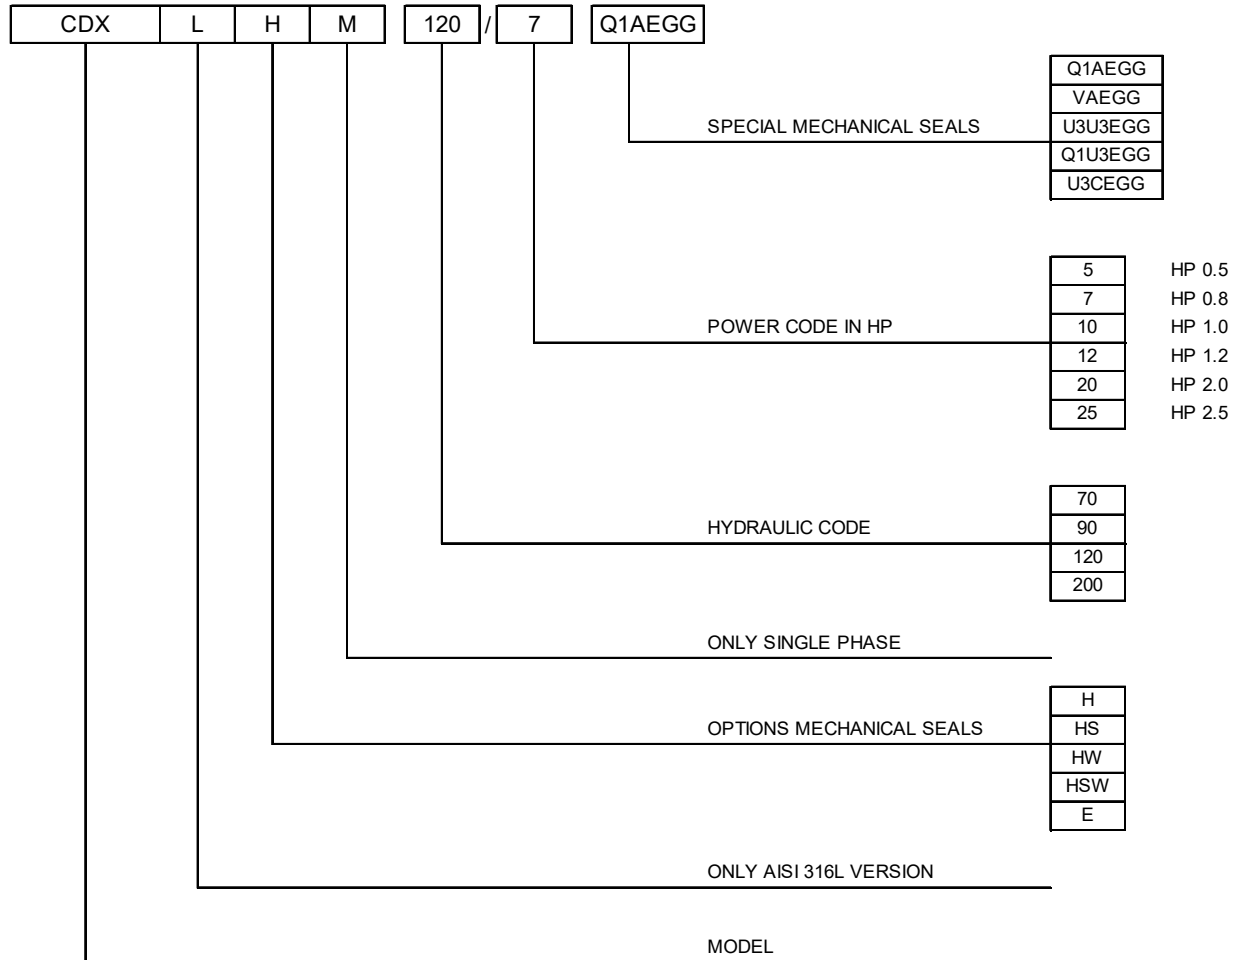 CDX L H M 120 / 7 Q1AEGG
Q1AEGG
VAEGG
SPECIAL MECHANICAL SEALS U3U3EGG
Q1U3EGG
U3CEGG
5 HP 0.5
7 HP 0.8
POWER CODE IN HP 10 HP 1.0
12 HP 1.2
20 HP 2.0
25 HP 2.5
70
HYDRAULIC CODE 90
120
200
ONLY SINGLE PHASE
H
OPTIONS MECHANICAL SEALS HS
HW
HSW
E
ONLY AISI 316L VERSION
MODEL